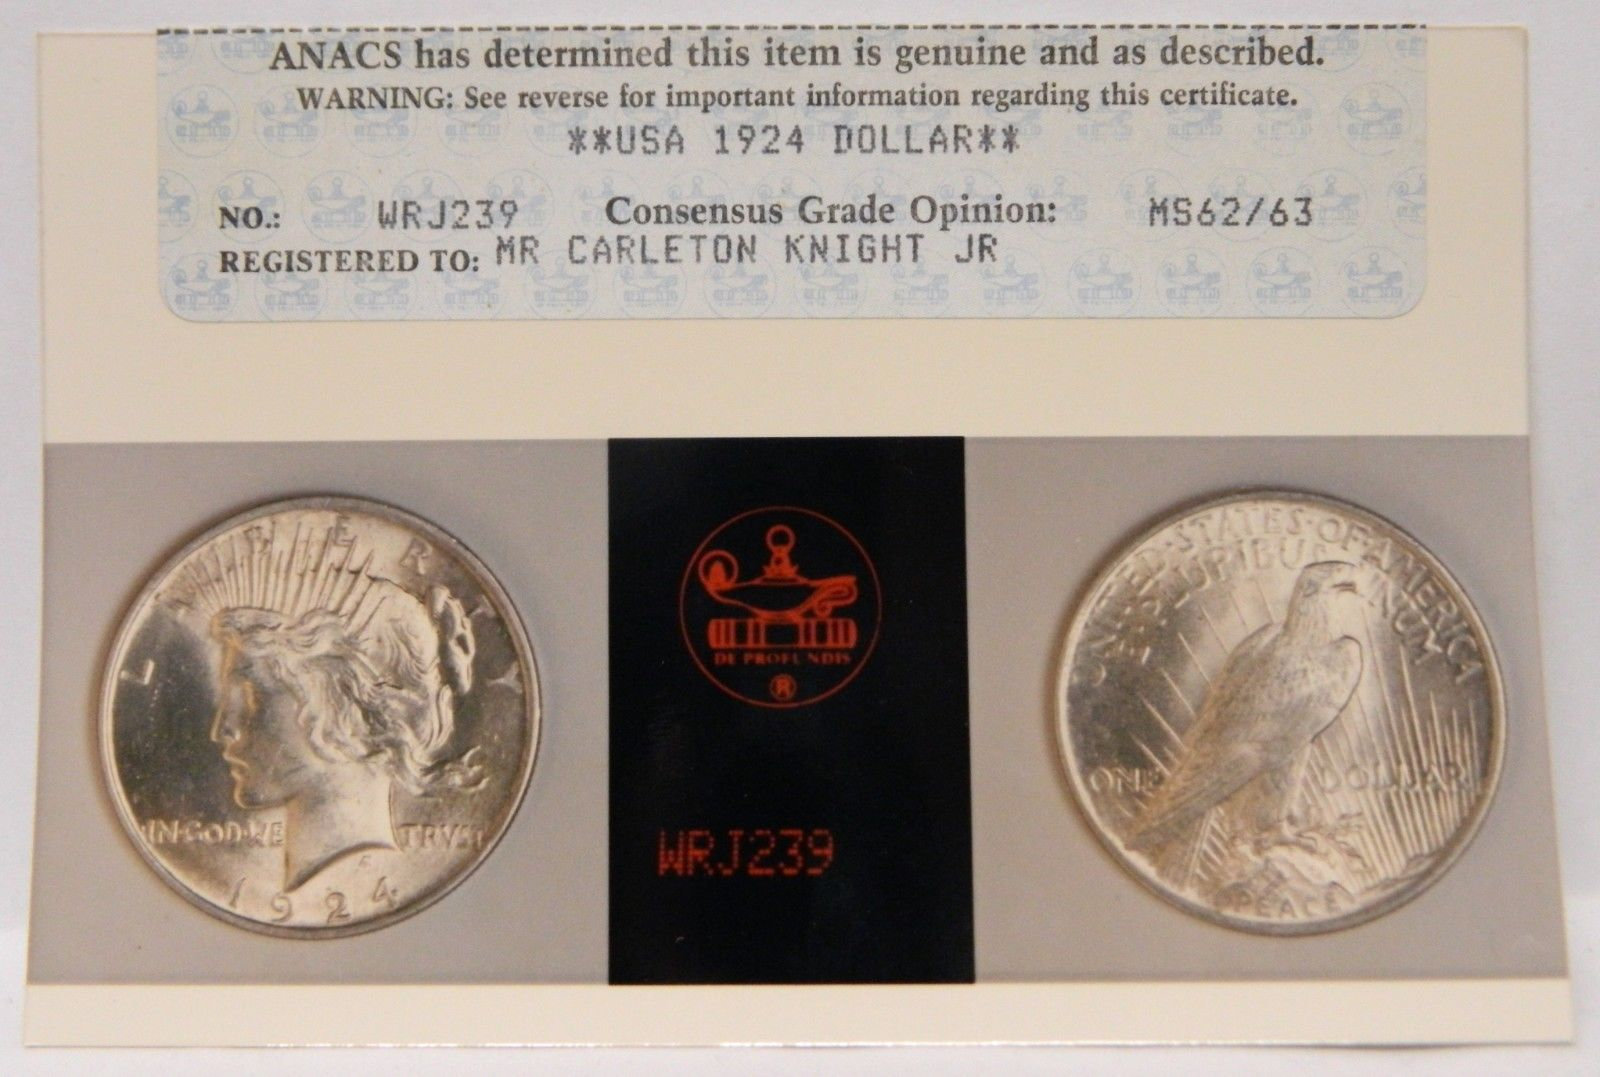 ANACS has determined this item is genuine and as described.
WARNING: See reverse for important information regarding this certificate.
**USA 1924 DOLLAR**
NO.: WRJ239 Consensus Grade Opinion: MS62/63
REGISTERED TO: MR CARLETON KNIGHT JR
LIBERTY
IN·GOD·WE TRVST
1924
DE PROFUNDIS
®
WRJ239
UNITED·STATES·OF·AMERICA
E·PLURIBUS UNUM
ONE DOLLAR
PEACE